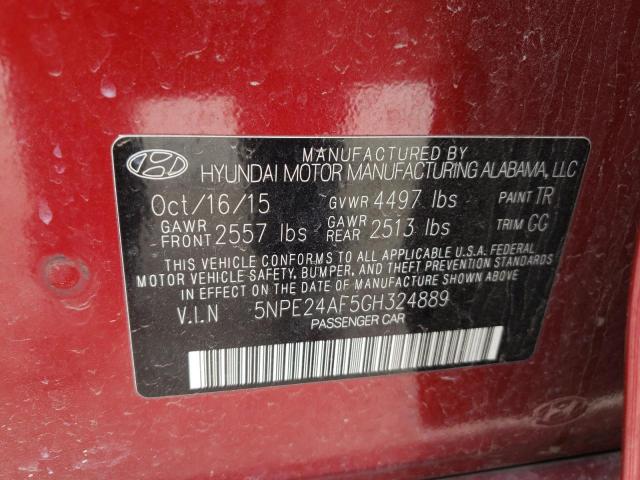 MANUFACTURED BY
HYUNDAI MOTOR MANUFACTURING ALABAMA, LLC
Oct/16/15 GVWR 4497 lbs PAINT TR
GAWR FRONT 2557 lbs GAWR REAR 2513 lbs TRIM GG
THIS VEHICLE CONFORMS TO ALL APPLICABLE U.S.A. FEDERAL
MOTOR VEHICLE SAFETY, BUMPER, AND THEFT PREVENTION STANDARDS
IN EFFECT ON THE DATE OF MANUFACTURE SHOWN ABOVE.
V.I.N 5NPE24AF5GH324889
PASSENGER CAR